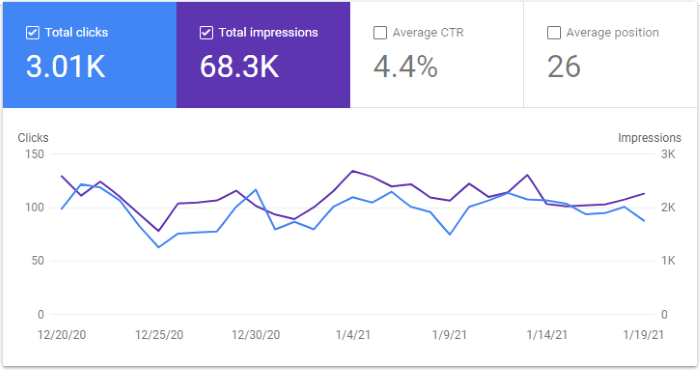 Total clicks
3.01K
Total impressions
68.3K
Average CTR
4.4%
Average position
26
Clicks
Impressions
150
3K
100
2K
50
1K
0
0
12/20/20
12/25/20
12/30/20
1/4/21
1/9/21
1/14/21
1/19/21